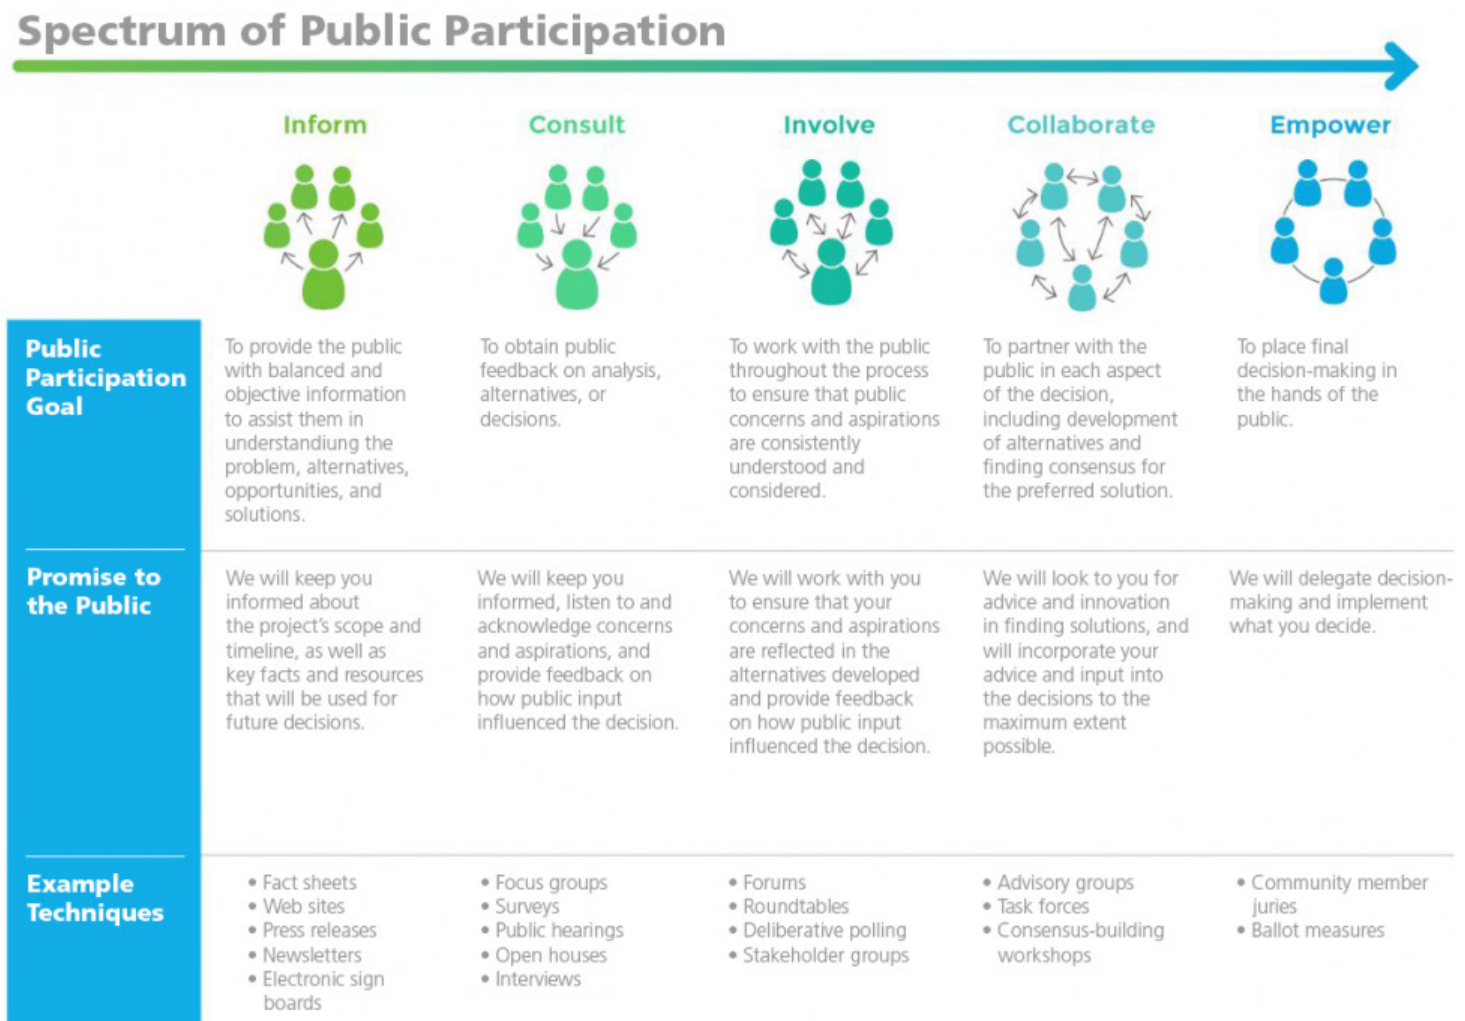 Spectrum of Public Participation
Inform
Consult
Involve
Collaborate
Empower
Public
Participation
Goal
To provide the public
with balanced and
objective information
to assist them in
understandiung the
problem, alternatives,
opportunities, and
solutions.
To obtain public
feedback on analysis,
alternatives, or
decisions.
To work with the public
throughout the process
to ensure that public
concerns and aspirations
are consistently
understood and
considered.
To partner with the
public in each aspect
of the decision,
including development
of alternatives and
finding consensus for
the preferred solution.
To place final
decision-making in
the hands of the
public.
Promise to
the Public
We will keep you
informed about
the project's scope and
timeline, as well as
key facts and resources
that will be used for
future decisions.
We will keep you
informed, listen to and
acknowledge concerns
and aspirations, and
provide feedback on
how public input
influenced the decision.
We will work with you
to ensure that your
concerns and aspirations
are reflected in the
alternatives developed
and provide feedback
on how public input
influenced the decision.
We will look to you for
advice and innovation
in finding solutions, and
will incorporate your
advice and input into
the decisions to the
maximum extent
possible.
We will delegate decision-
making and implement
what you decide.
Example
Techniques
• Fact sheets
• Web sites
• Press releases
• Newsletters
• Electronic sign
boards
• Focus groups
• Surveys
• Public hearings
• Open houses
• Interviews
• Forums
• Roundtables
• Deliberative polling
• Stakeholder groups
• Advisory groups
• Task forces
• Consensus-building
workshops
• Community member
juries
• Ballot measures